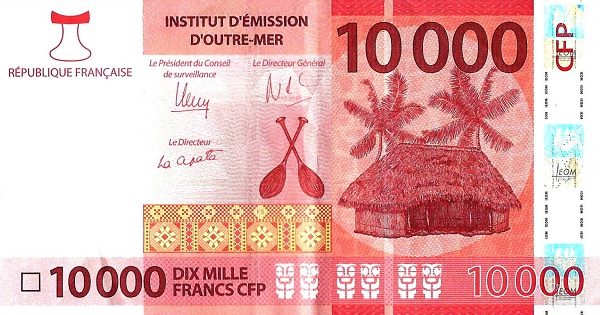 INSTITUT D'ÉMISSION
D'OUTRE-MER
10 000
CFP
RÉPUBLIQUE FRANÇAISE
Le Président du Conseil
de surveillance
Le Directeur Général
Le Directeur
IEOM
IEOM
10 000
DIX MILLE
FRANCS CFP
10 000